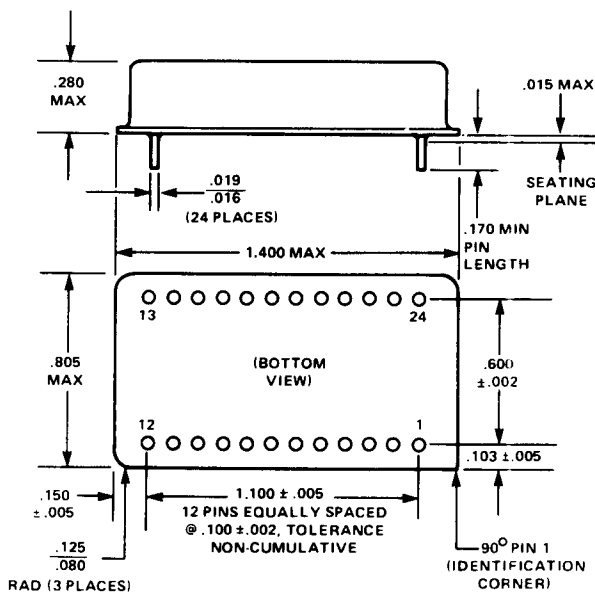 .280
MAX
.015 MAX
.019
.016
(24 PLACES)
SEATING
PLANE
.170 MIN
PIN
LENGTH
1.400 MAX
13
24
.805
MAX
(BOTTOM
VIEW)
.600
±.002
12
1
.103 ±.005
.150
±.005
1.100 ±.005
12 PINS EQUALLY SPACED
@ .100 ±.002, TOLERANCE
NON-CUMULATIVE
.125
.080
RAD (3 PLACES)
90° PIN 1
(IDENTIFICATION
CORNER)